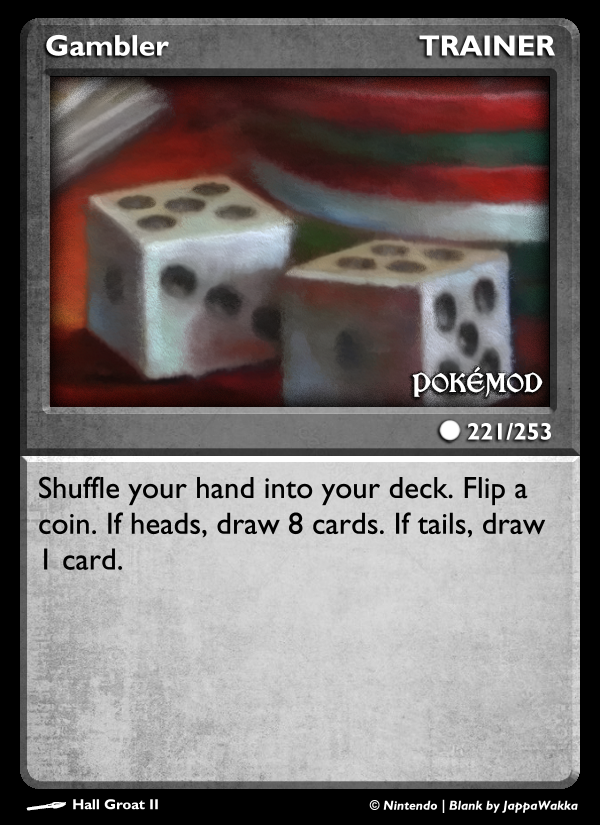 Gambler TRAINER
POKÉMOD
221/253
Shuffle your hand into your deck. Flip a
coin. If heads, draw 8 cards. If tails, draw
1 card.
Hall Groat II © Nintendo | Blank by JappaWakka